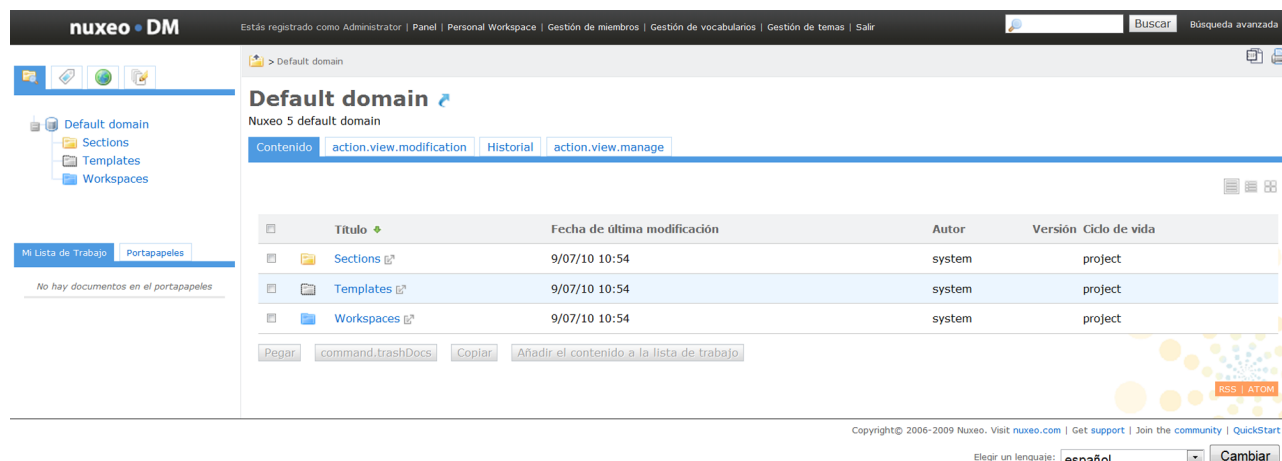 nuxeo DM
Estás registrado como Administrator | Panel | Personal Workspace | Gestión de miembros | Gestión de vocabularios | Gestión de temas | Salir
Buscar
Búsqueda avanzada
> Default domain
Default domain
Nuxeo 5 default domain
Contenido action.view.modification Historial action.view.manage
Default domain
Sections
Templates
Workspaces
Mi Lista de Trabajo Portapapeles
No hay documentos en el portapapeles
Título Fecha de última modificación Autor Versión Ciclo de vida
Sections 9/07/10 10:54 system project
Templates 9/07/10 10:54 system project
Workspaces 9/07/10 10:54 system project
Pegar command.trashDocs Copiar Añadir el contenido a la lista de trabajo
RSS | ATOM
Copyright© 2006-2009 Nuxeo. Visit nuxeo.com | Get support | Join the community | QuickStart
Elegir un lenguaje: español Cambiar